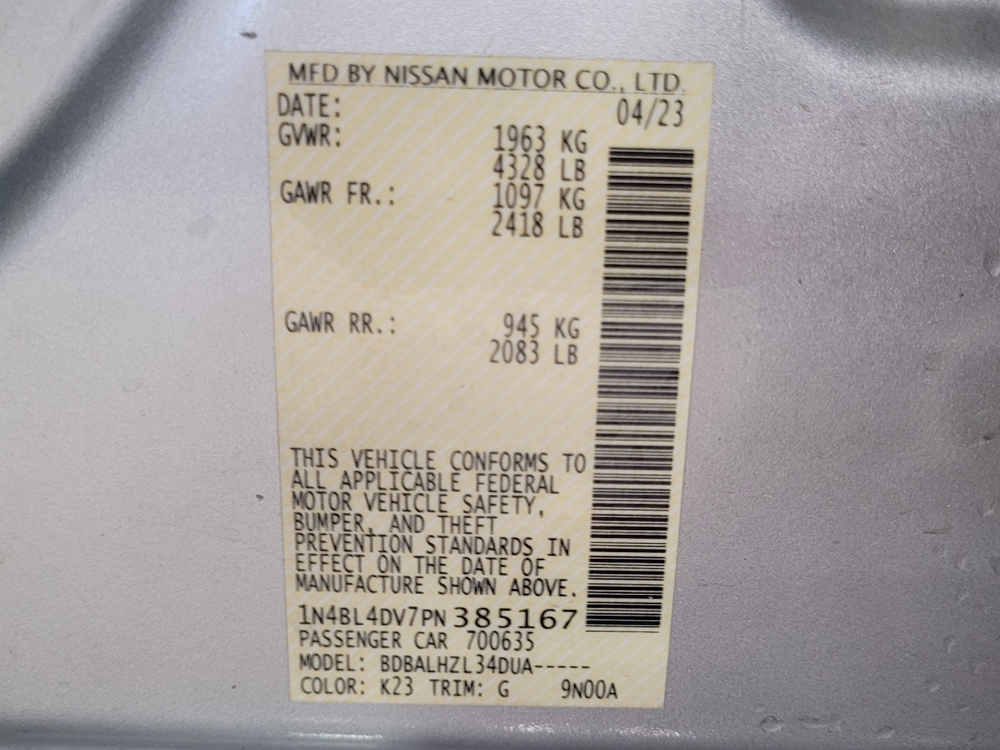 MFD BY NISSAN MOTOR CO., LTD.
DATE: 04/23
GVWR: 1963 KG
4328 LB
GAWR FR.: 1097 KG
2418 LB
GAWR RR.: 945 KG
2083 LB
THIS VEHICLE CONFORMS TO
ALL APPLICABLE FEDERAL
MOTOR VEHICLE SAFETY,
BUMPER, AND THEFT
PREVENTION STANDARDS IN
EFFECT ON THE DATE OF
MANUFACTURE SHOWN ABOVE.
1N4BL4DV7PN385167
PASSENGER CAR 700635
MODEL: BDBALHZL34DUA-----
COLOR: K23 TRIM: G 9N00A